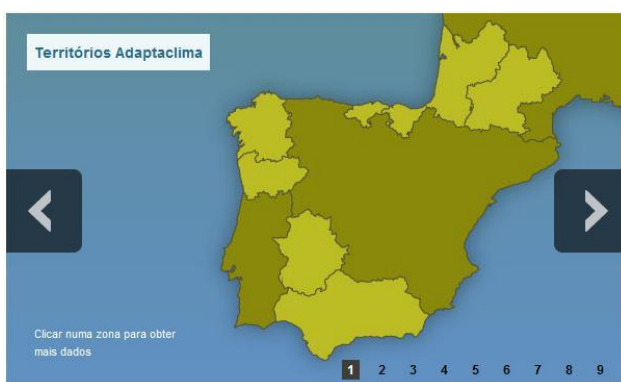 Territórios Adaptaclima
Clicar numa zona para obter
mais dados
1 2 3 4 5 6 7 8 9